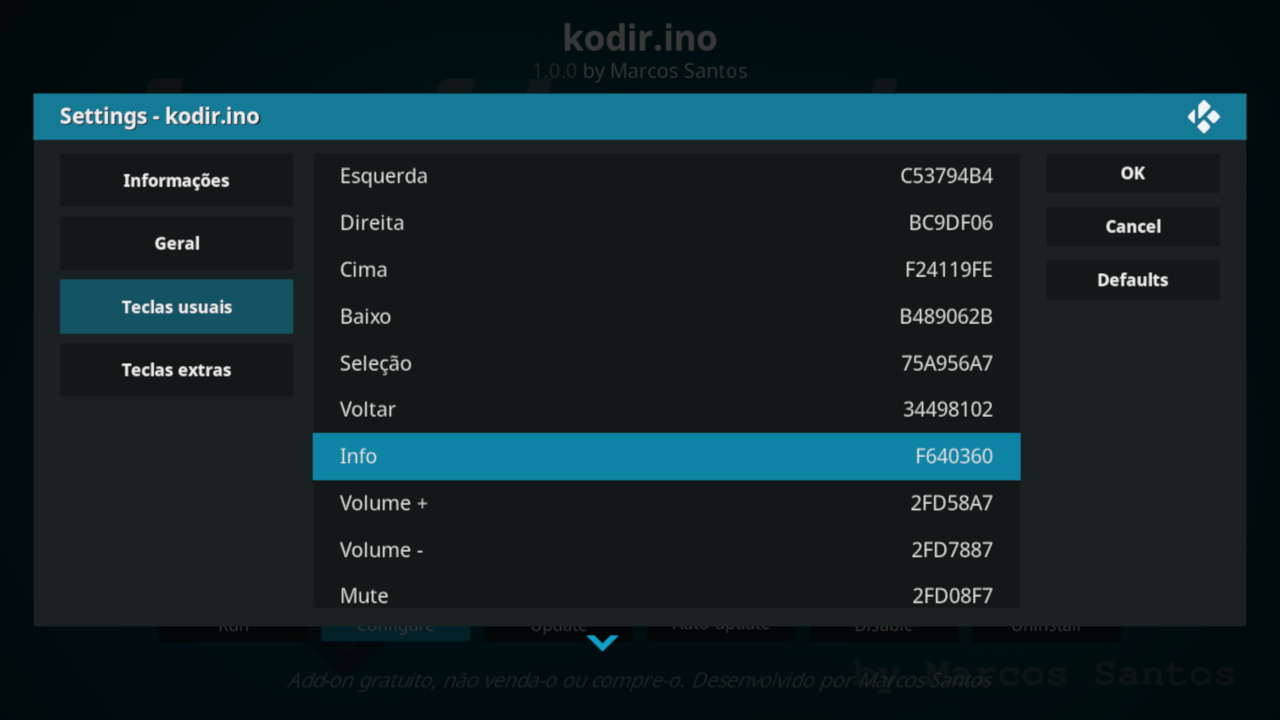 kodir.ino
1.0.0 by Marcos Santos
Settings - kodir.ino
Informações
Geral
Teclas usuais
Teclas extras
Esquerda C53794B4
Direita BC9DF06
Cima F24119FE
Baixo B489062B
Seleção 75A956A7
Voltar 34498102
Info F640360
Volume + 2FD58A7
Volume - 2FD7887
Mute 2FD08F7
OK
Cancel
Defaults
Run Configure Update Auto-update Disable Uninstall
by Marcos Santos
Add-on gratuito, não venda-o ou compre-o. Desenvolvido por Marcos Santos